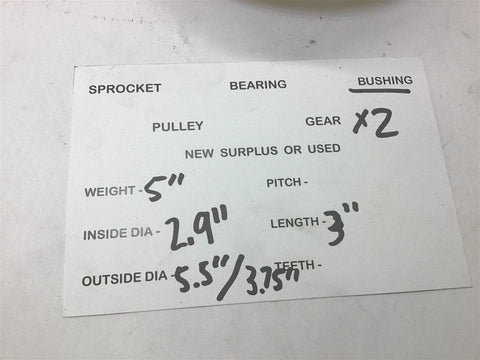 SPROCKET BEARING BUSHING
PULLEY GEAR x2
NEW SURPLUS OR USED
WEIGHT - 5" PITCH -
INSIDE DIA - 2.9" LENGTH - 3"
OUTSIDE DIA - 5.5"/3.75" TEETH -